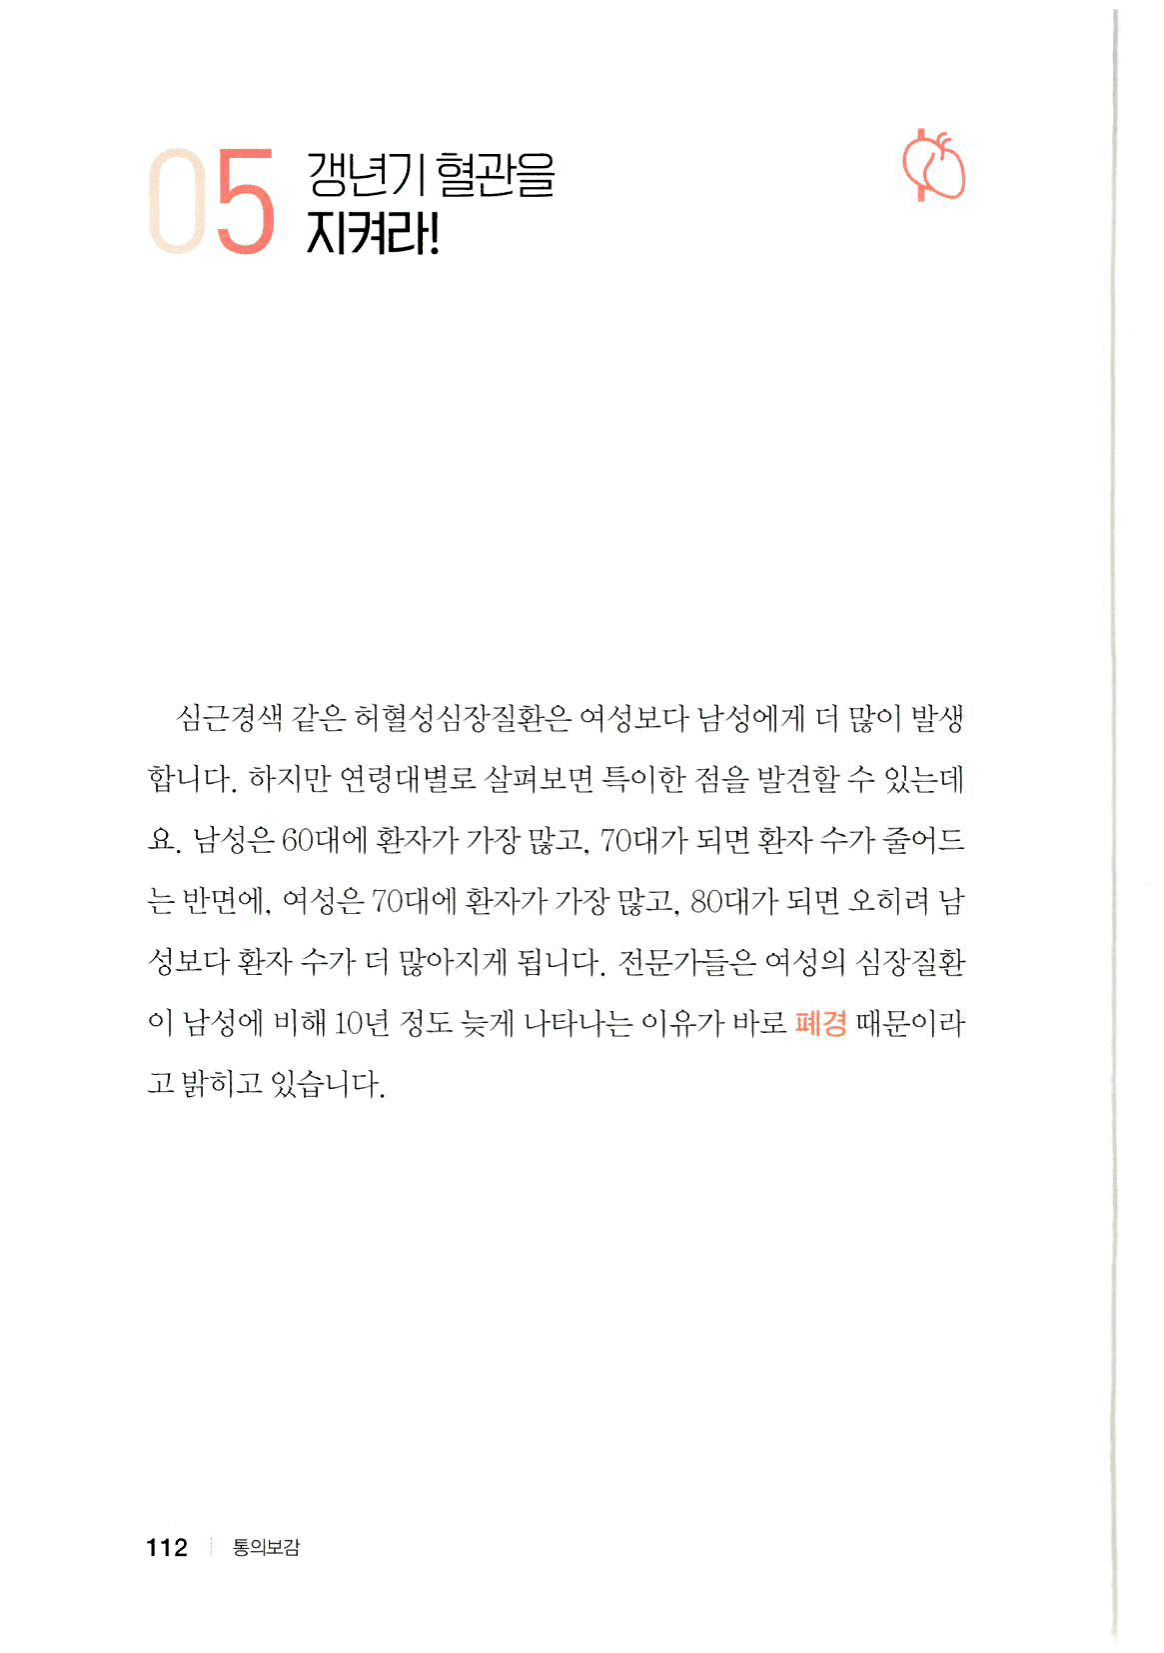 05 갱년기 혈관을
지켜라!
심근경색 같은 허혈성심장질환은 여성보다 남성에게 더 많이 발생
합니다. 하지만 연령대별로 살펴보면 특이한 점을 발견할 수 있는데
요. 남성은 60대에 환자가 가장 많고, 70대가 되면 환자 수가 줄어드
는 반면에, 여성은 70대에 환자가 가장 많고, 80대가 되면 오히려 남
성보다 환자 수가 더 많아지게 됩니다. 전문가들은 여성의 심장질환
이 남성에 비해 10년 정도 늦게 나타나는 이유가 바로 폐경 때문이라
고 밝히고 있습니다.
112 통의보감